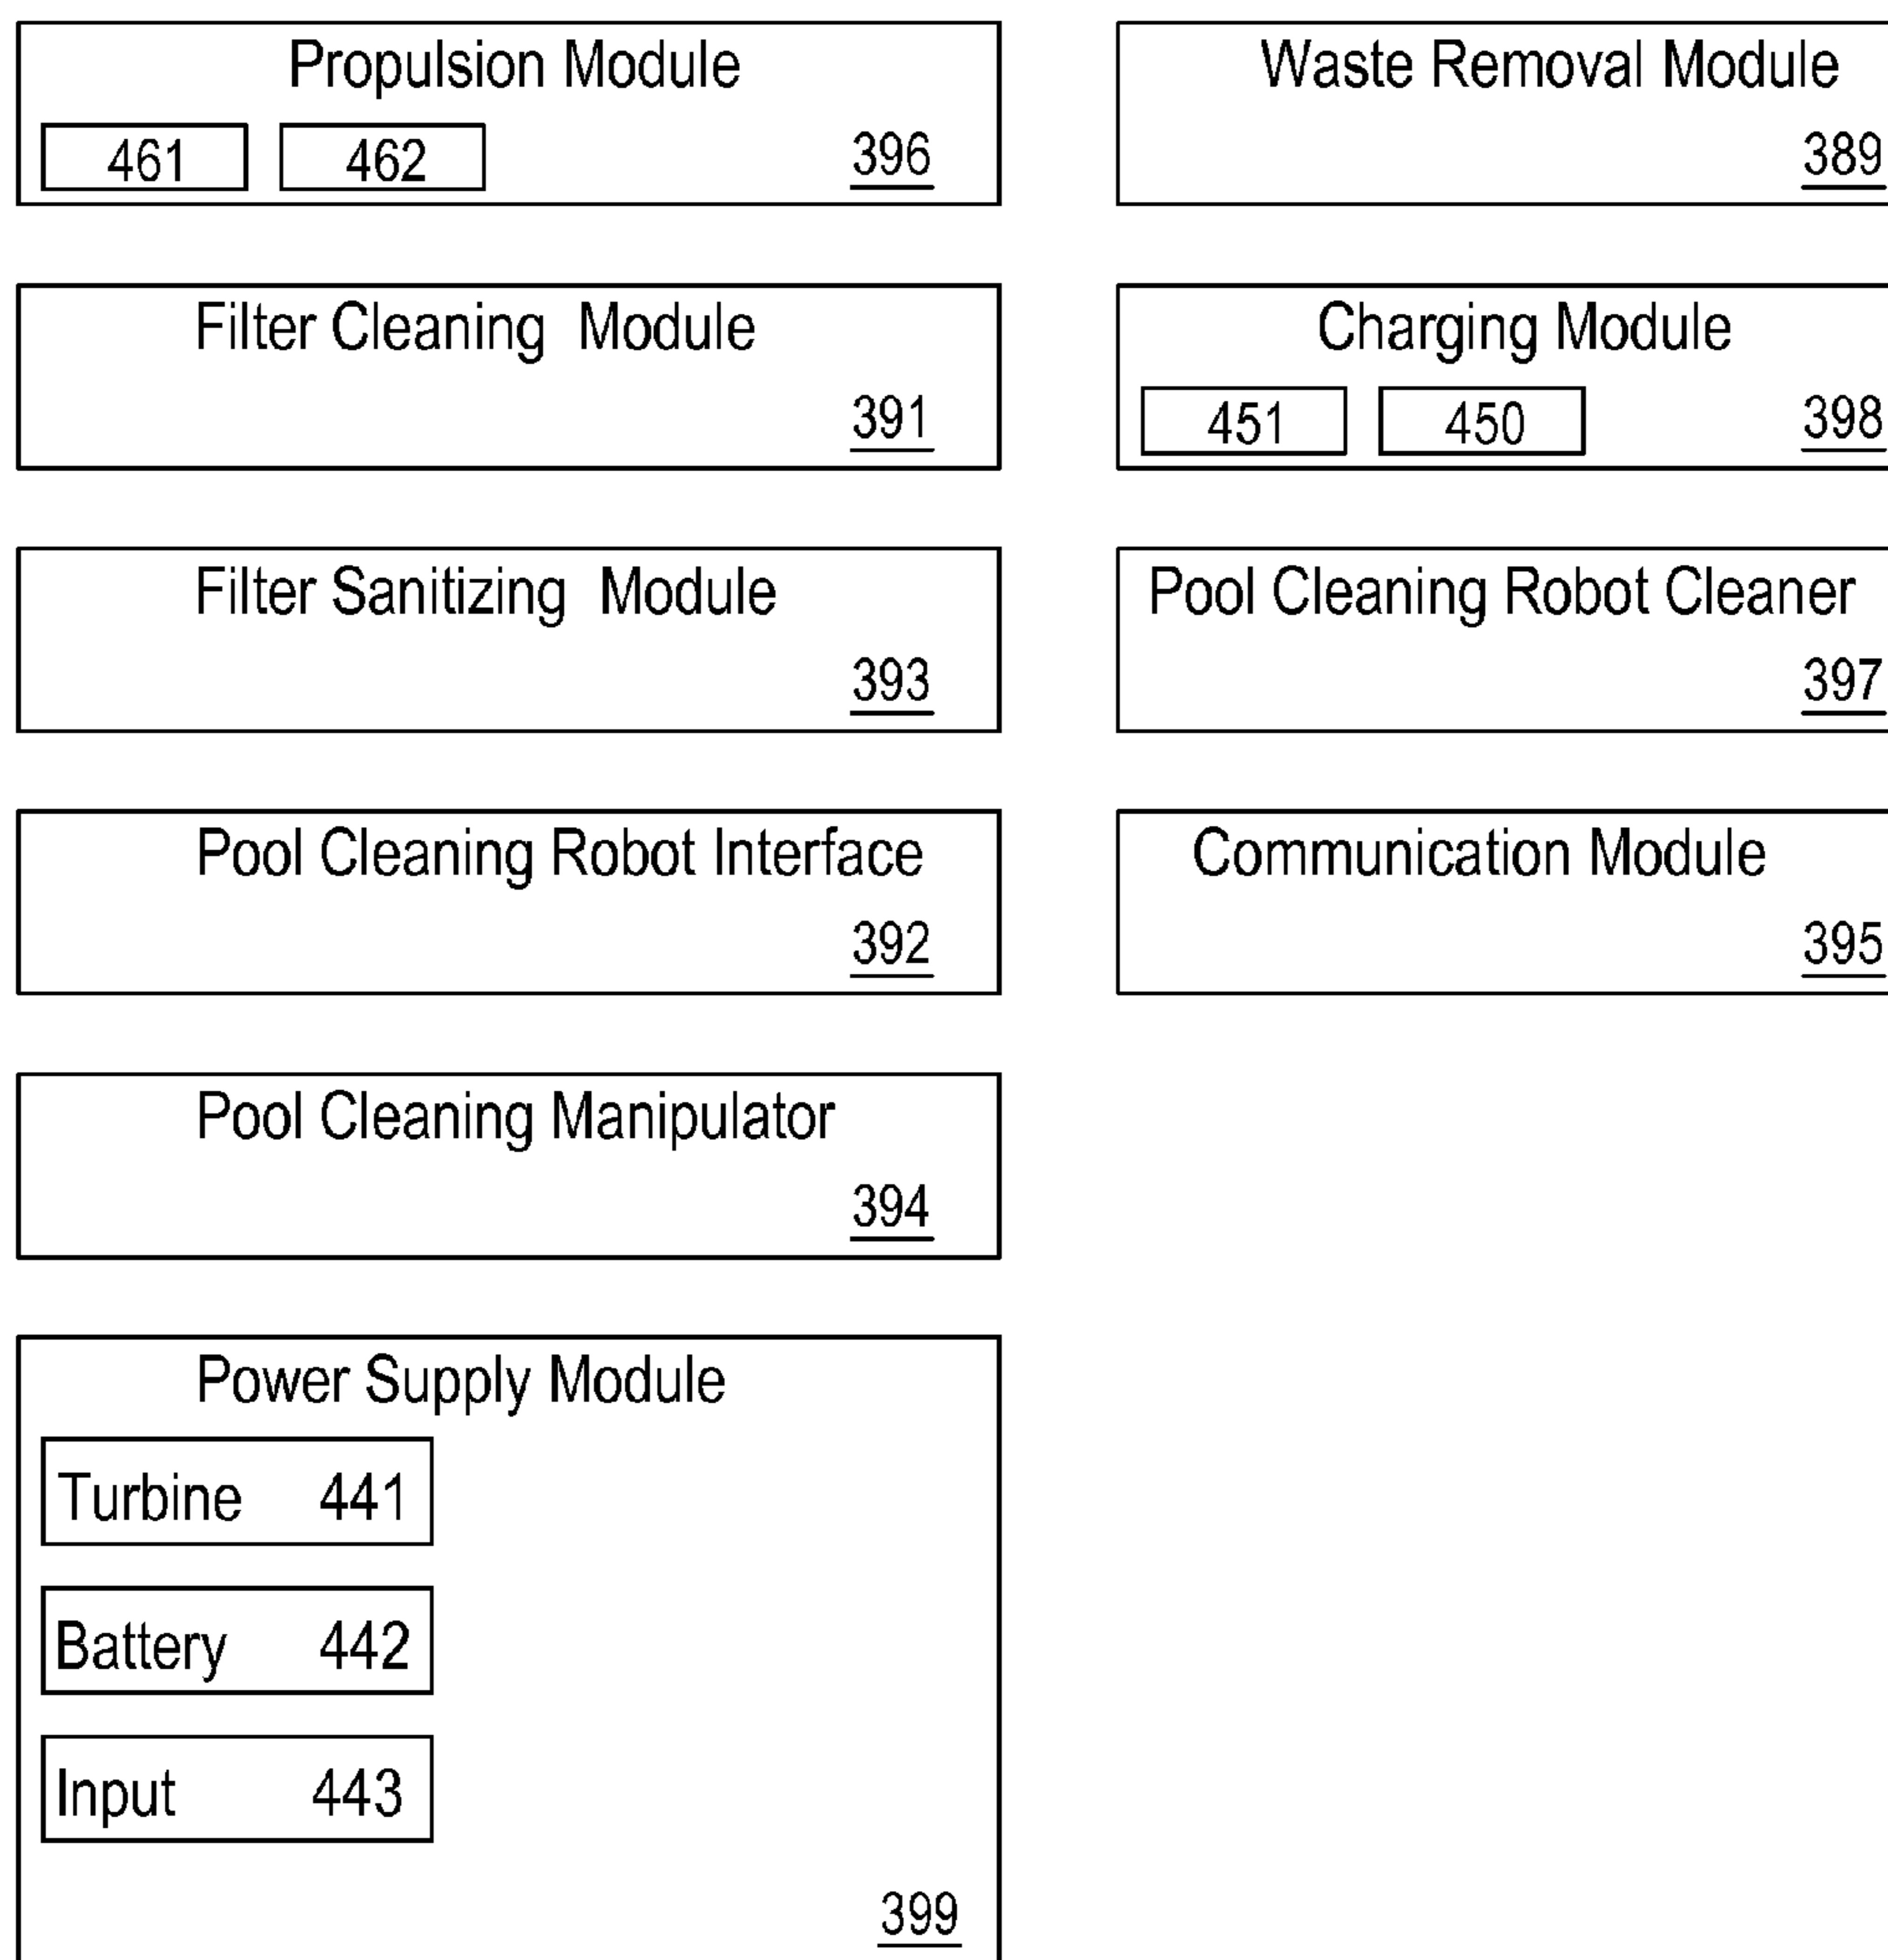 Propulsion Module
461 462 396
Filter Cleaning Module
391
Filter Sanitizing Module
393
Pool Cleaning Robot Interface
392
Pool Cleaning Manipulator
394
Power Supply Module
Turbine 441
Battery 442
Input 443
399
Waste Removal Module
389
Charging Module
451 450 398
Pool Cleaning Robot Cleaner
397
Communication Module
395